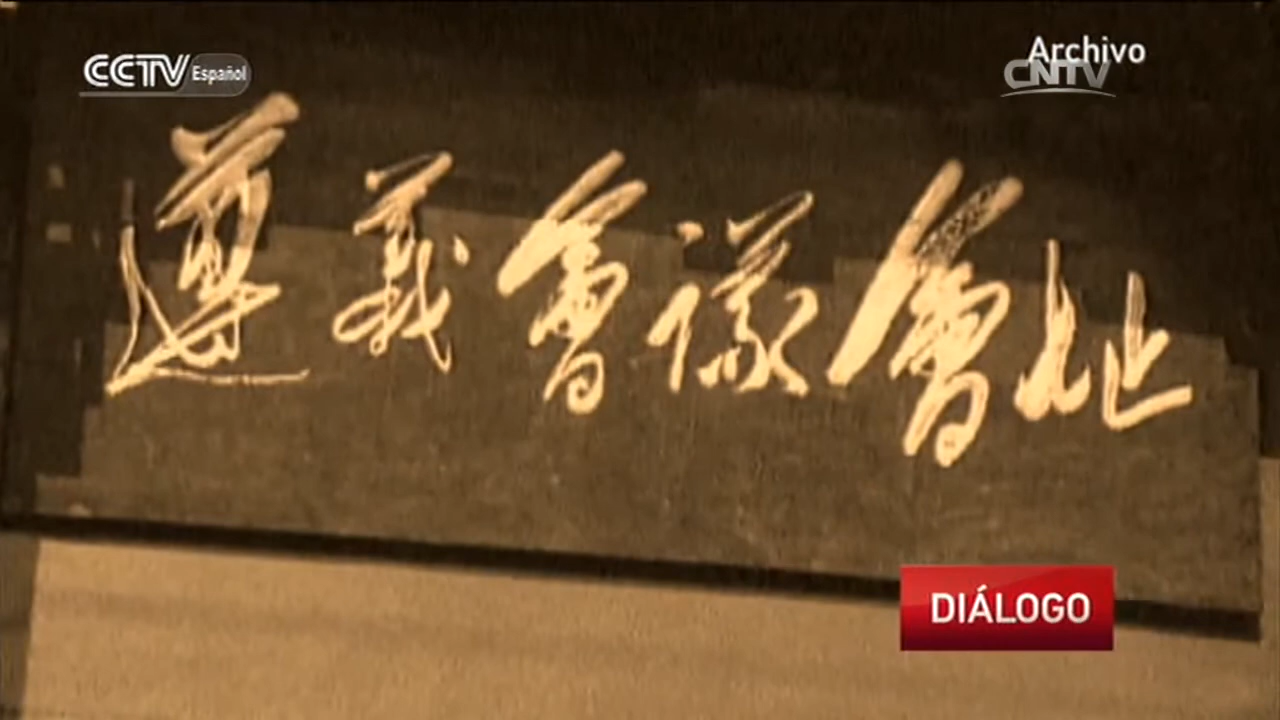 Archivo
CCTV Español
CNTV
遵義會議會址
DIÁLOGO